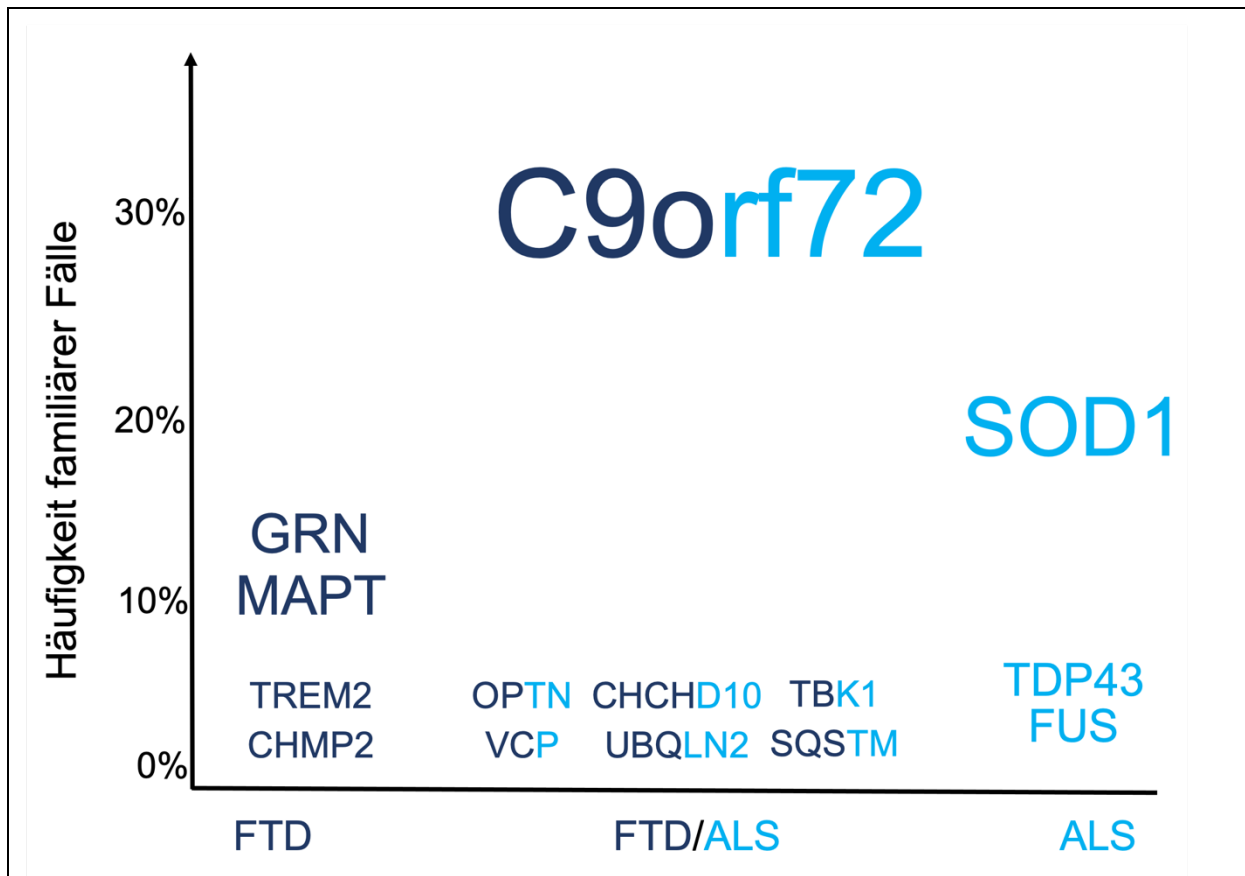 Häufigkeit familiärer Fälle
30%
20%
10%
0%
C9orf72
SOD1
GRN
MAPT
TREM2
CHMP2
OPTN CHCHD10 TBK1
VCP UBQLN2 SQSTM
TDP43
FUS
FTD
FTD/ALS
ALS